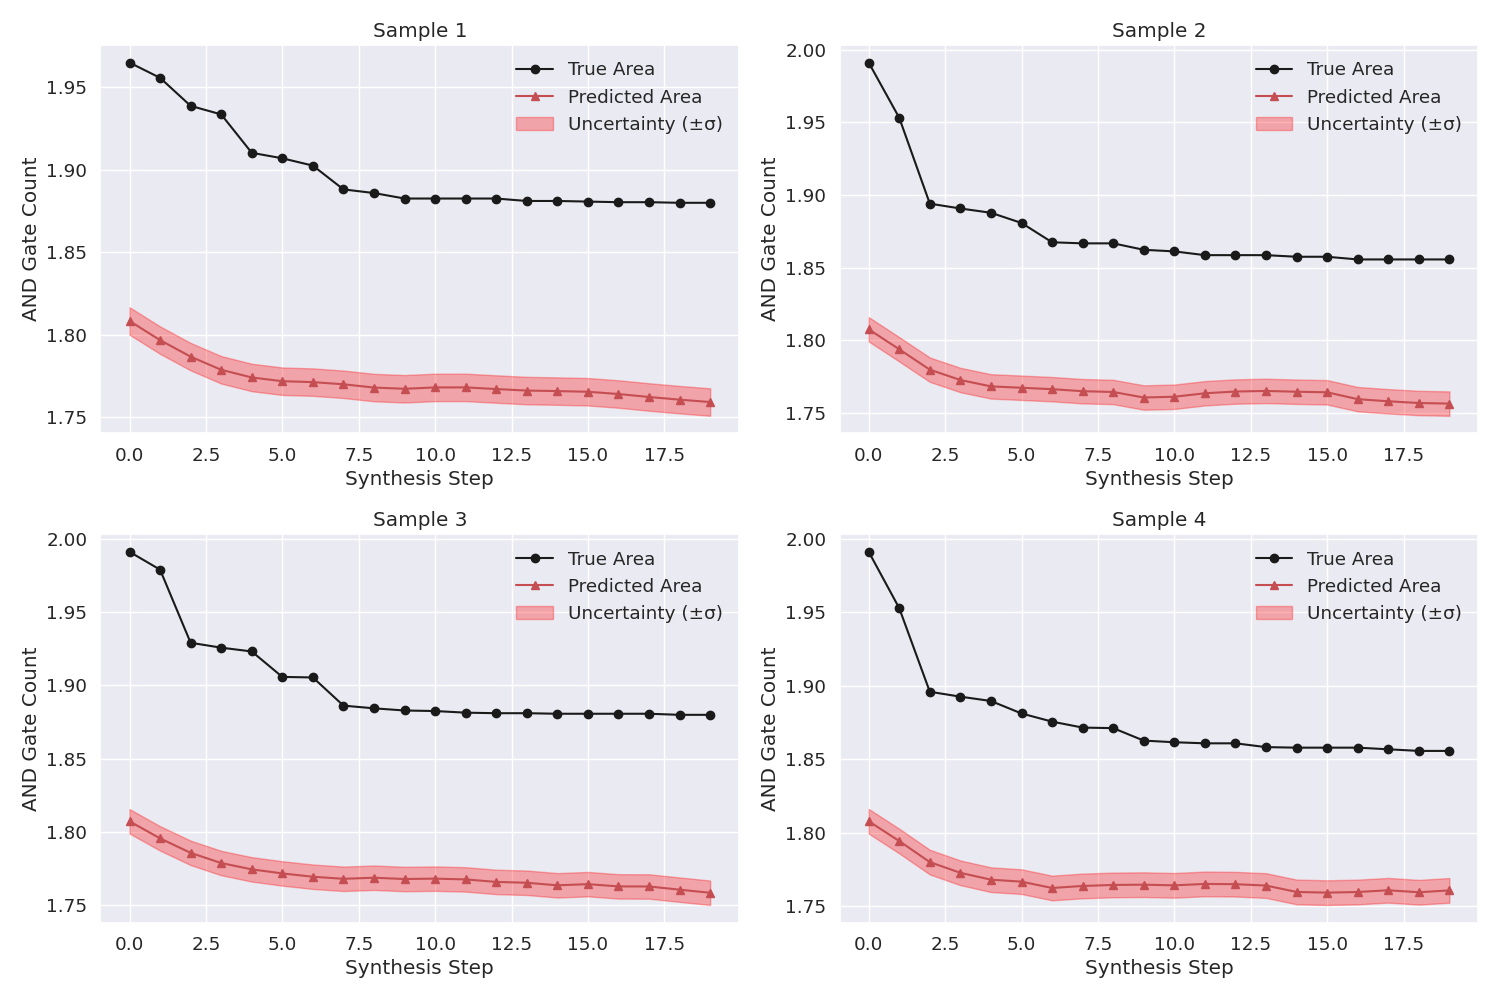 Sample 1
True Area
Predicted Area
Uncertainty (±σ)
AND Gate Count
1.95
1.90
1.85
1.80
1.75
0.0 2.5 5.0 7.5 10.0 12.5 15.0 17.5
Synthesis Step
Sample 2
True Area
Predicted Area
Uncertainty (±σ)
AND Gate Count
2.00
1.95
1.90
1.85
1.80
1.75
0.0 2.5 5.0 7.5 10.0 12.5 15.0 17.5
Synthesis Step
Sample 3
True Area
Predicted Area
Uncertainty (±σ)
AND Gate Count
2.00
1.95
1.90
1.85
1.80
1.75
0.0 2.5 5.0 7.5 10.0 12.5 15.0 17.5
Synthesis Step
Sample 4
True Area
Predicted Area
Uncertainty (±σ)
AND Gate Count
2.00
1.95
1.90
1.85
1.80
1.75
0.0 2.5 5.0 7.5 10.0 12.5 15.0 17.5
Synthesis Step